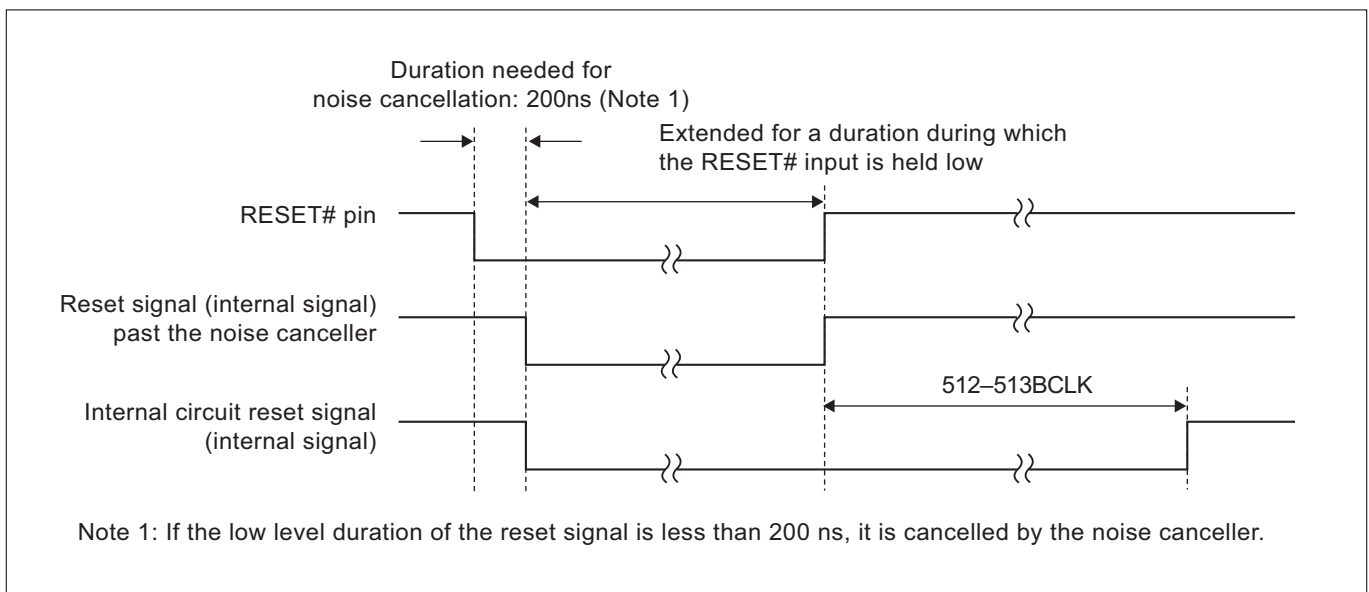 Duration needed for
noise cancellation: 200ns (Note 1)
Extended for a duration during which
the RESET# input is held low
RESET# pin
Reset signal (internal signal)
past the noise canceller
512–513BCLK
Internal circuit reset signal
(internal signal)
Note 1: If the low level duration of the reset signal is less than 200 ns, it is cancelled by the noise canceller.